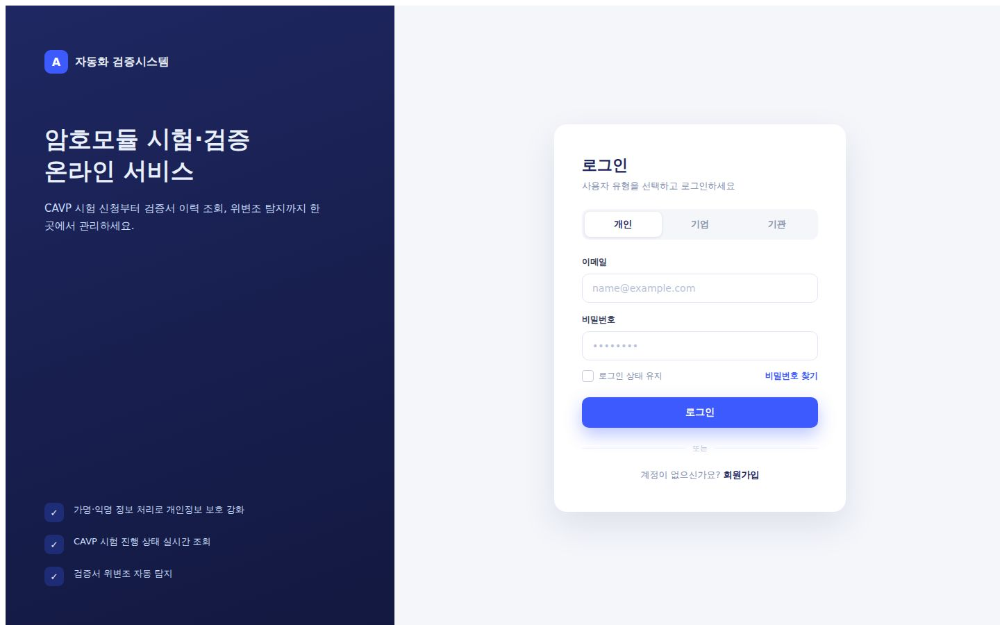 A 자동화 검증시스템
암호모듈 시험·검증
온라인 서비스
CAVP 시험 신청부터 검증서 이력 조회, 위변조 탐지까지 한
곳에서 관리하세요.
✓ 가명·익명 정보 처리로 개인정보 보호 강화
✓ CAVP 시험 진행 상태 실시간 조회
✓ 검증서 위변조 자동 탐지
로그인
사용자 유형을 선택하고 로그인하세요
개인 기업 기관
이메일
name@example.com
비밀번호
••••••••
로그인 상태 유지 비밀번호 찾기
로그인
또는
계정이 없으신가요? 회원가입